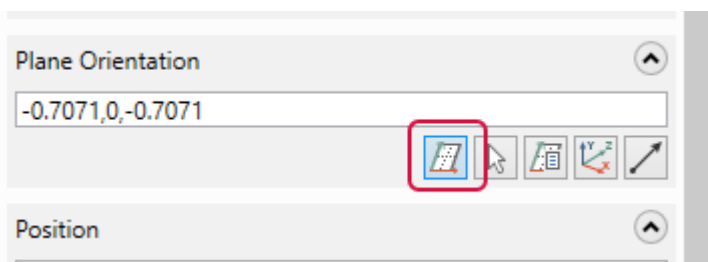 Plane Orientation
-0.7071,0,-0.7071
Y Z
X
Position